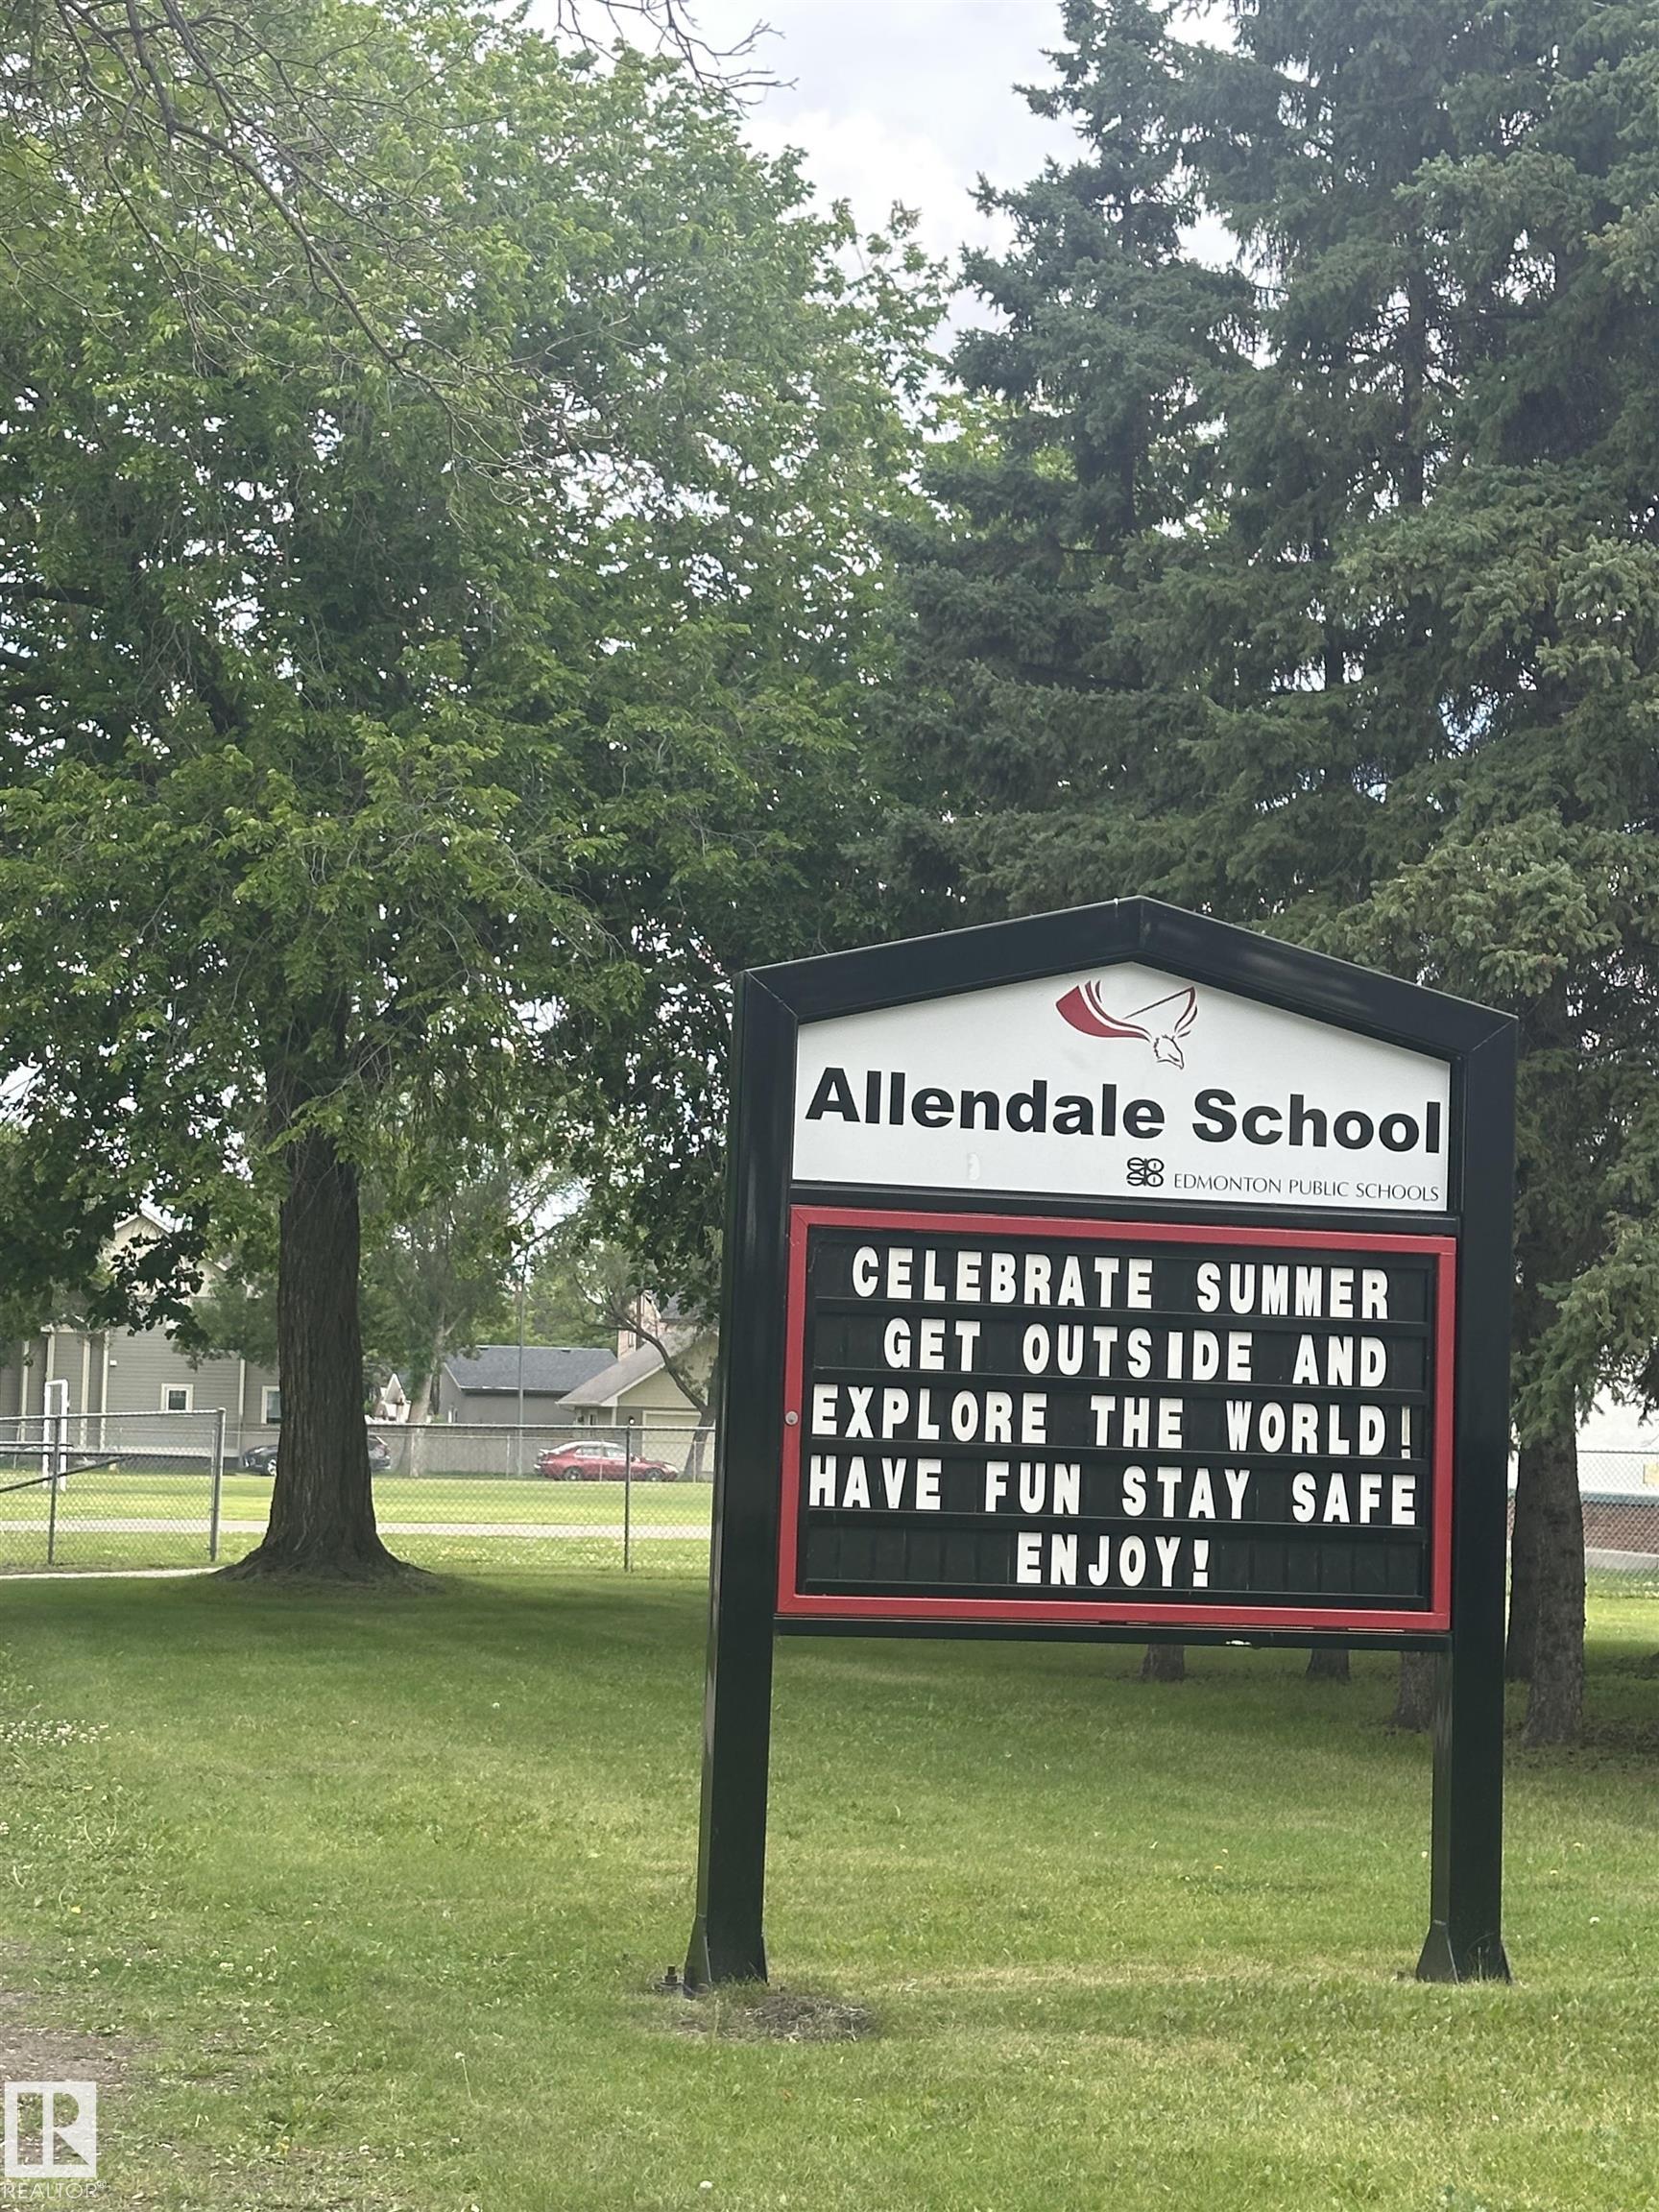 Allendale School
EDMONTON PUBLIC SCHOOLS
CELEBRATE SUMMER
GET OUTSIDE AND
EXPLORE THE WORLD!
HAVE FUN STAY SAFE
ENJOY!
REALTOR®